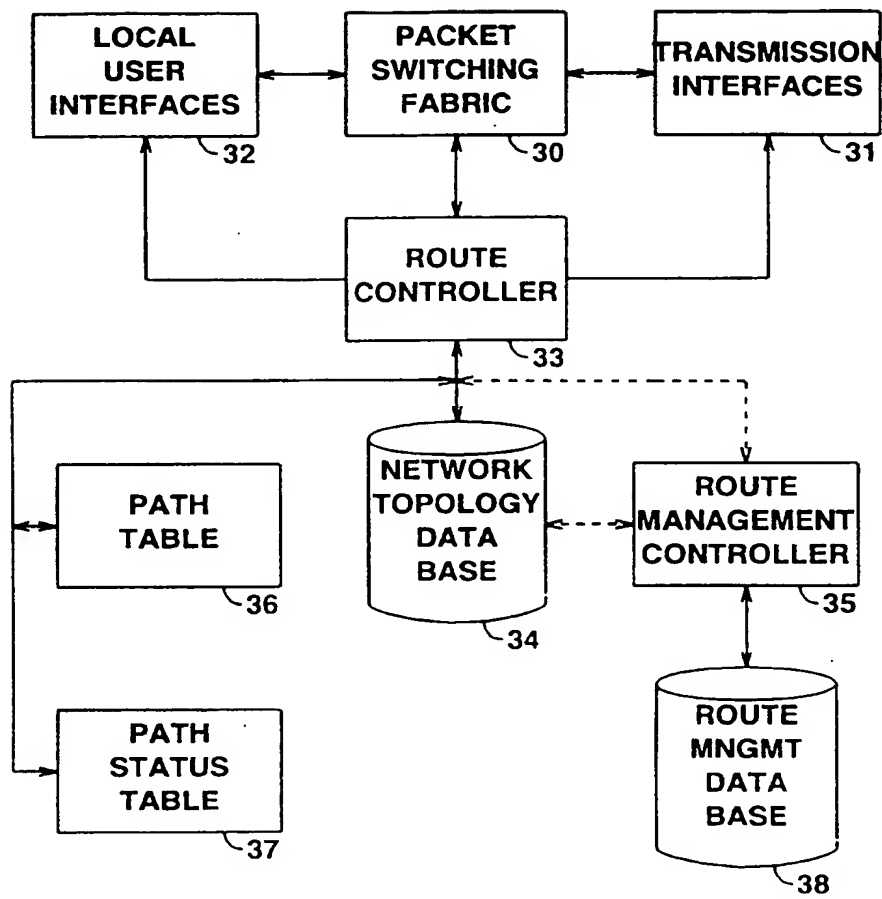 LOCAL
USER
INTERFACES
32
PACKET
SWITCHING
FABRIC
30
TRANSMISSION
INTERFACES
31
ROUTE
CONTROLLER
33
PATH
TABLE
36
NETWORK
TOPOLOGY
DATA
BASE
34
ROUTE
MANAGEMENT
CONTROLLER
35
PATH
STATUS
TABLE
37
ROUTE
MNGMT
DATA
BASE
38